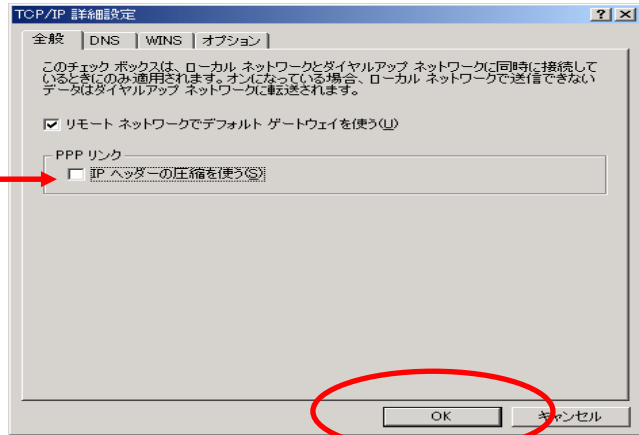 TCP/IP 詳細設定
全般 DNS WINS オプション
このチェック ボックスは、ローカル ネットワークとダイヤルアップ ネットワークに同時に接続して
いるときにのみ適用されます。オンになっている場合、ローカル ネットワークで送信できない
データはダイヤルアップ ネットワークに転送されます。
リモート ネットワークでデフォルト ゲートウェイを使う(U)
PPP リンク
IP ヘッダーの圧縮を使う(S)
OK キャンセル